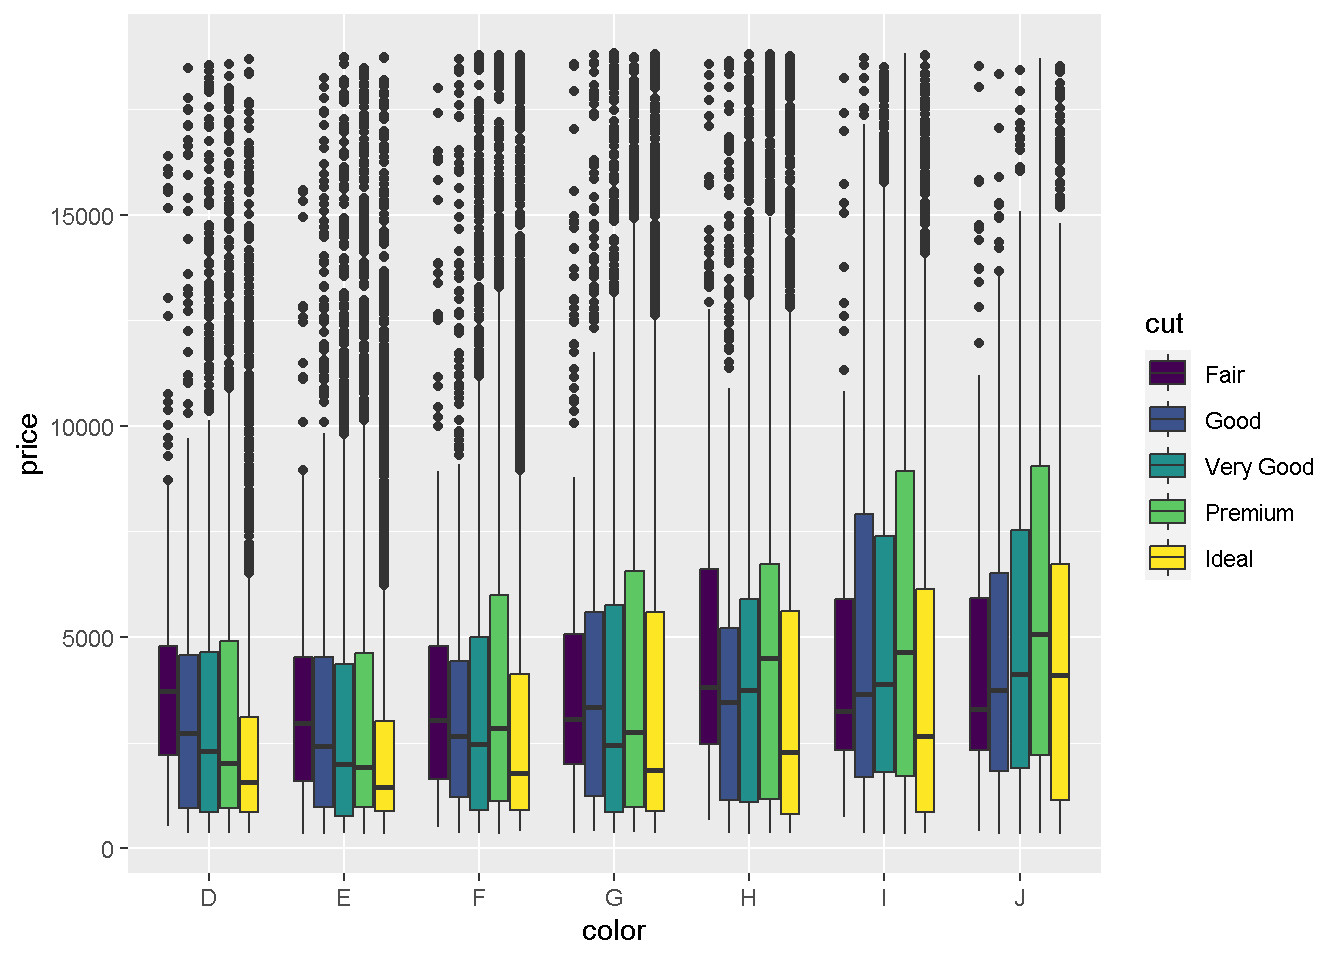 15000
10000
5000
0
price
D E F G H I J
color
cut
Fair
Good
Very Good
Premium
Ideal